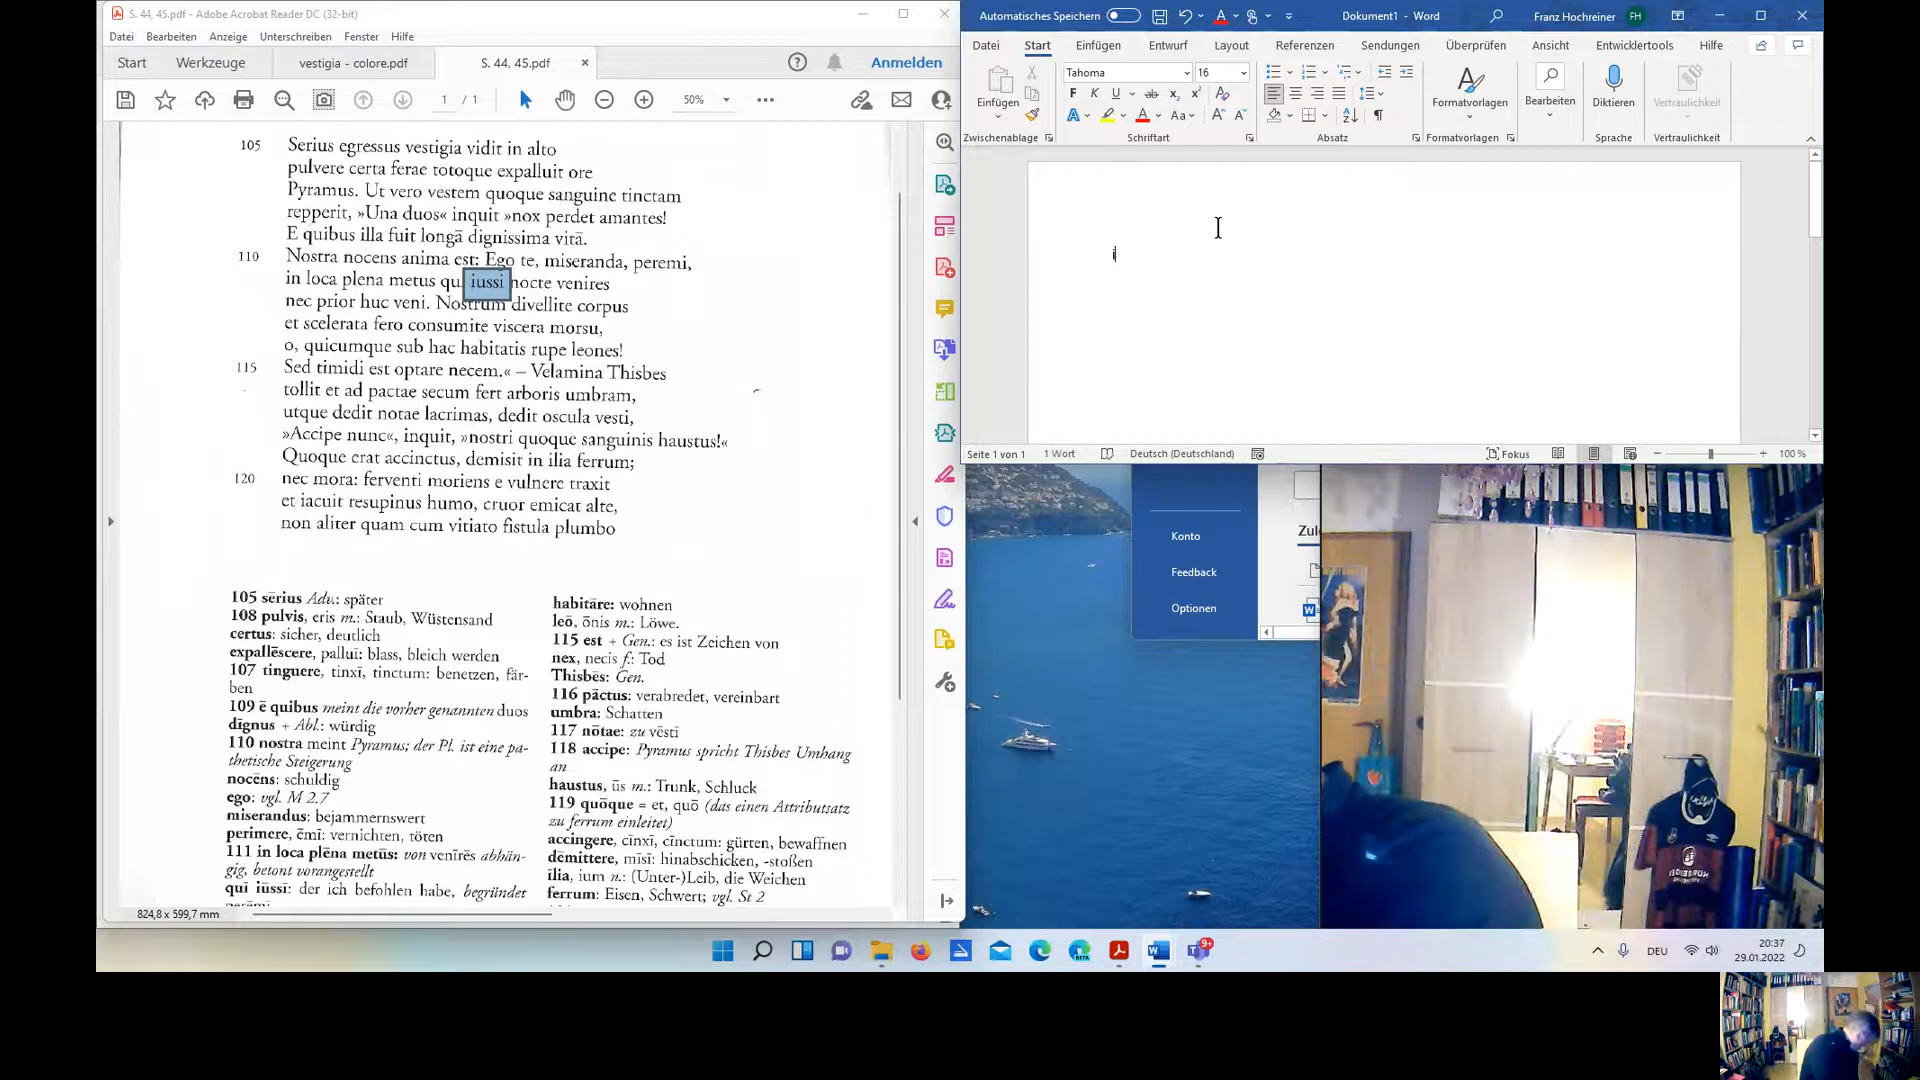 S. 44, 45.pdf - Adobe Acrobat Reader DC (32-bit)
Datei Bearbeiten Anzeige Unterschreiben Fenster Hilfe
Start Werkzeuge vestigia - colore.pdf S. 44, 45.pdf × Anmelden
1 / 1 50%
105 Serius egressus vestigia vidit in alto
pulvere certa ferae totoque expalluit ore
Pyramus. Ut vero vestem quoque sanguine tinctam
repperit, »Una duos« inquit »nox perdet amantes!
E quibus illa fuit longā dignissima vitā.
110 Nostra nocens anima est: Ego te, miseranda, peremi,
in loca plena metus qui iussi nocte venires
nec prior huc veni. Nostrum divellite corpus
et scelerata fero consumite viscera morsu,
o, quicumque sub hac habitatis rupe leones!
115 Sed timidi est optare necem.« – Velamina Thisbes
tollit et ad pactae secum fert arboris umbram,
utque dedit notae lacrimas, dedit oscula vesti,
»Accipe nunc«, inquit, »nostri quoque sanguinis haustus!«
Quoque erat accinctus, demisit in ilia ferrum;
120 nec mora: ferventi moriens e vulnere traxit
et iacuit resupinus humo, cruor emicat alte,
non aliter quam cum vitiato fistula plumbo
105 sērius Adv.: später
108 pulvis, eris m.: Staub, Wüstensand
certus: sicher, deutlich
expallēscere, palluī: blass, bleich werden
107 tinguere, tinxī, tinctum: benetzen, fär-
ben
109 ē quibus meint die vorher genannten duos
dīgnus + Abl.: würdig
110 nostra meint Pyramus; der Pl. ist eine pa-
thetische Steigerung
nocēns: schuldig
ego: vgl. M 2.7
miserandus: bejammernswert
perimere, ēmī: vernichten, töten
111 in loca plēna metūs: von venīrēs abhän-
gig, betont vorangestellt
quī iussī: der ich befohlen habe, begründet
habitāre: wohnen
leō, ōnis m.: Löwe.
115 est + Gen.: es ist Zeichen von
nex, necis f.: Tod
Thisbēs: Gen.
116 pāctus: verabredet, vereinbart
umbra: Schatten
117 nōtae: zu vēstī
118 accipe: Pyramus spricht Thisbes Umhang
an
haustus, ūs m.: Trunk, Schluck
119 quōque = et, quō (das einen Attributsatz
zu ferrum einleitet)
accingere, cīnxī, cīnctum: gürten, bewaffnen
dēmittere, mīsī: hinabschicken, -stoßen
īlia, ium n.: (Unter-)Leib, die Weichen
ferrum: Eisen, Schwert; vgl. St 2
824,8 x 599,7 mm
Automatisches Speichern Dokument1 - Word Franz Hochreiner FH
Datei Start Einfügen Entwurf Layout Referenzen Sendungen Überprüfen Ansicht Entwicklertools Hilfe
Tahoma 16
F K U ab x₂ x²
Einfügen Formatvorlagen Bearbeiten Diktieren Vertraulichkeit
Zwischenablage Schriftart Absatz Formatvorlagen Sprache Vertraulichkeit
i
Seite 1 von 1 1 Wort Deutsch (Deutschland) Fokus 100 %
Konto
Feedback
Optionen
9+
DEU
20:37
29.01.2022